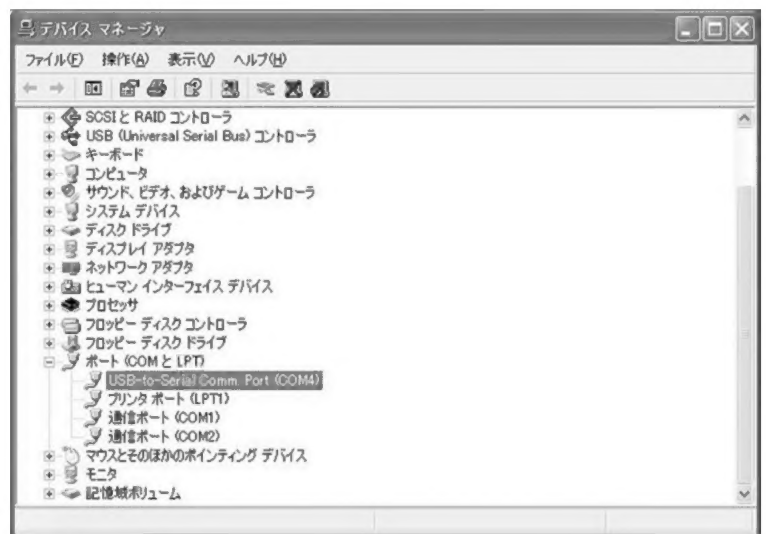 デバイス マネージャ
ファイル(F) 操作(A) 表示(V) ヘルプ(H)
SCSI と RAID コントローラ
USB (Universal Serial Bus) コントローラ
キーボード
コンピュータ
サウンド、ビデオ、およびゲーム コントローラ
システム デバイス
ディスク ドライブ
ディスプレイ アダプタ
ネットワーク アダプタ
ヒューマン インターフェイス デバイス
プロセッサ
フロッピー ディスク コントローラ
フロッピー ディスク ドライブ
ポート (COM と LPT)
USB-to-Serial Comm. Port (COM4)
プリンタ ポート (LPT1)
通信ポート (COM1)
通信ポート (COM2)
マウスとそのほかのポインティング デバイス
モニタ
記憶域ボリューム